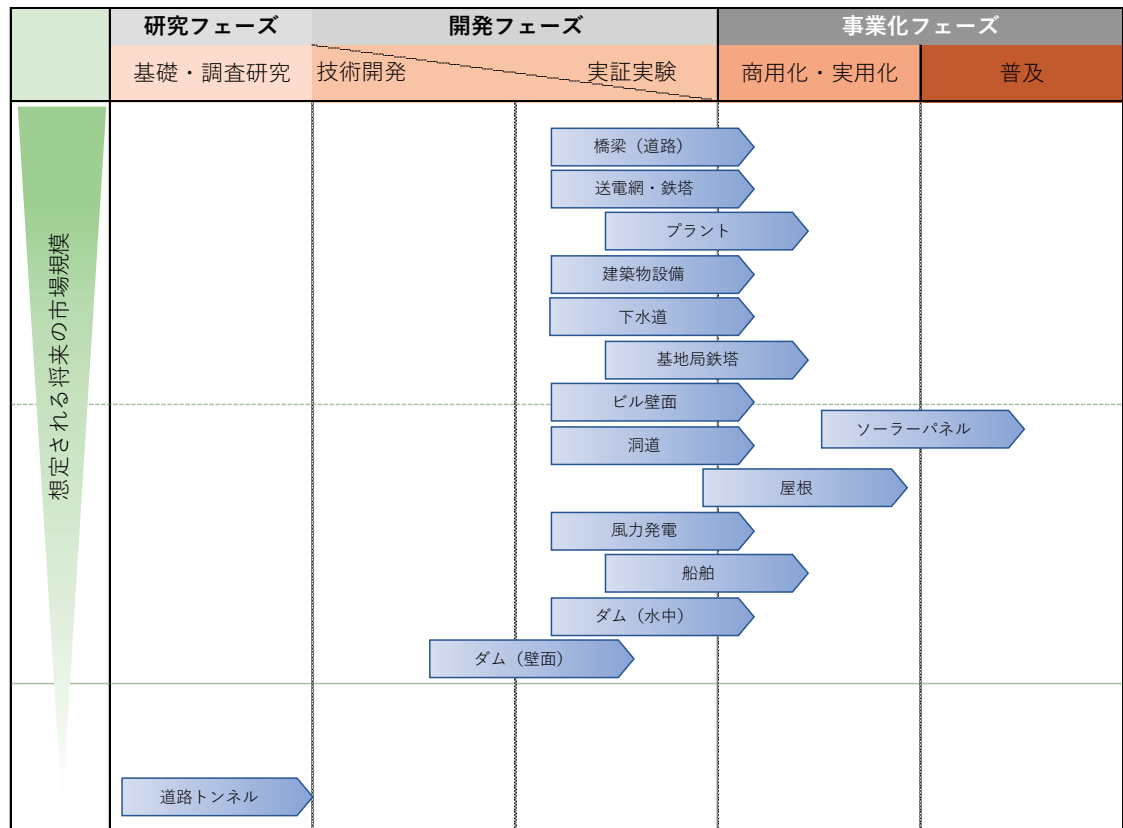 研究フェーズ
開発フェーズ
事業化フェーズ
基礎・調査研究
技術開発
実証実験
商用化・実用化
普及
想定される将来の市場規模
橋梁（道路）
送電網・鉄塔
プラント
建築物設備
下水道
基地局鉄塔
ビル壁面
ソーラーパネル
洞道
屋根
風力発電
船舶
ダム（水中）
ダム（壁面）
道路トンネル